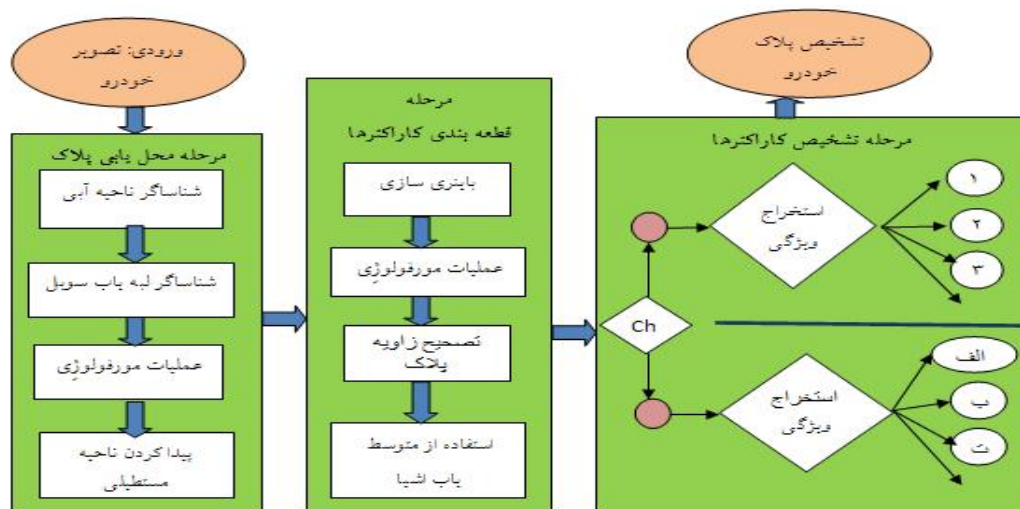 ورودی: تصویر
خودرو
مرحله محل یابی پلاک
شناساگر ناحیه آبی
شناساگر لبه یاب سوبل
عملیات مورفولوژِی
پیدا کردن ناحیه
مستطیلی
مرحله
قطعه بندی کاراکترها
باینری سازی
عملیات مورفولوژِی
تصحیح زاویه
پلاک
استفاده از متوسط
یاب اشیا
تشخیص پلاک
خودرو
مرحله تشخیص کاراکترها
Ch
استخراج
ویژگی
۱
۲
۳
استخراج
ویژگی
الف
ب
ت